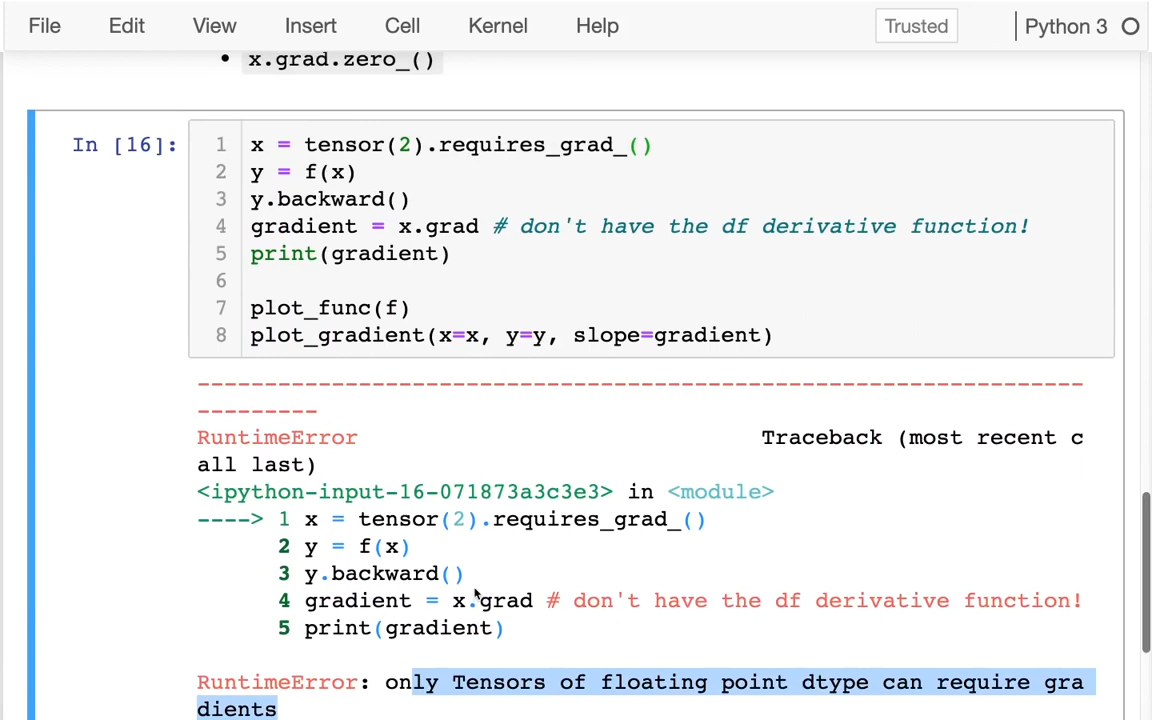 File Edit View Insert Cell Kernel Help Trusted Python 3
• x.grad.zero_()
In [16]:
1 x = tensor(2).requires_grad_()
2 y = f(x)
3 y.backward()
4 gradient = x.grad # don't have the df derivative function!
5 print(gradient)
6
7 plot_func(f)
8 plot_gradient(x=x, y=y, slope=gradient)
------------------------------------------------------------------
---------
RuntimeError Traceback (most recent c
all last)
<ipython-input-16-071873a3c3e3> in <module>
----> 1 x = tensor(2).requires_grad_()
2 y = f(x)
3 y.backward()
4 gradient = x.grad # don't have the df derivative function!
5 print(gradient)
RuntimeError: only Tensors of floating point dtype can require gra
dients